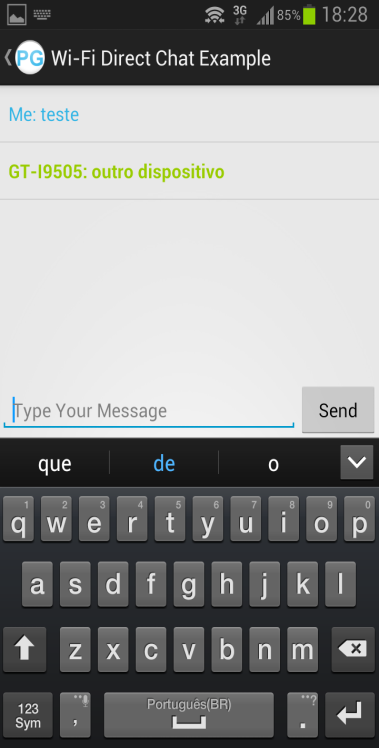 3G 85% 18:28
PG Wi-Fi Direct Chat Example
Me: teste
GT-I9505: outro dispositivo
Type Your Message Send
que de o
1 2 3 4 5 6 7 8 9 0
q w e r t y u i o p
a s d f g h j k l
z x c v b n m
123 Sym , Português(BR) ...? .